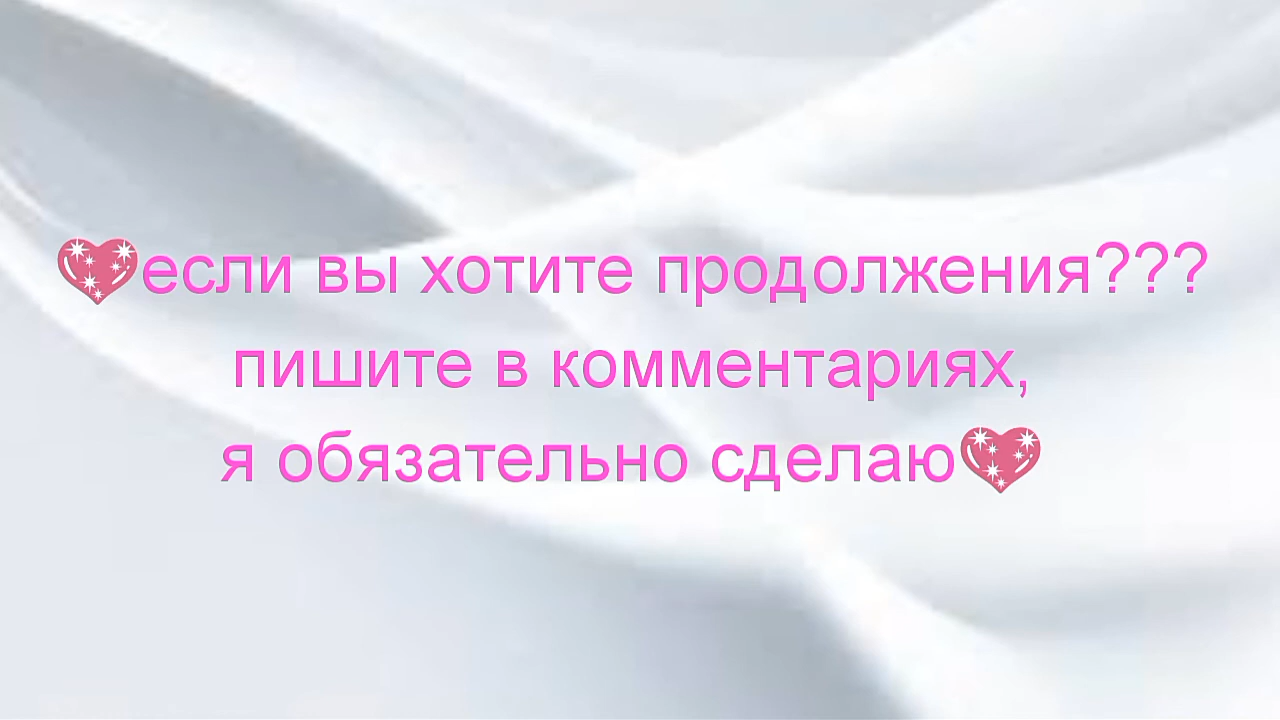 💖если вы хотите продолжения???
пишите в комментариях,
я обязательно сделаю💖